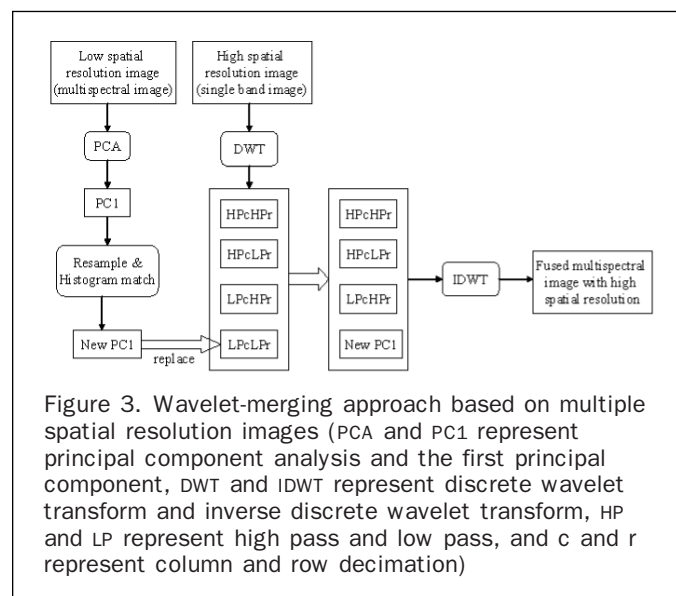 Low spatial
resolution image
(multispectral image)
High spatial
resolution image
(single band image)
PCA
DWT
PC1
HPcHPr
HPcLPr
LPcHPr
LPcLPr
HPcHPr
HPcLPr
LPcHPr
New PC1
Resample &
Histogram match
New PC1
replace
IDWT
Fused multispectral
image with high
spatial resolution
Figure 3. Wavelet-merging approach based on multiple
spatial resolution images (PCA and PC1 represent
principal component analysis and the first principal
component, DWT and IDWT represent discrete wavelet
transform and inverse discrete wavelet transform, HP
and LP represent high pass and low pass, and c and r
represent column and row decimation)